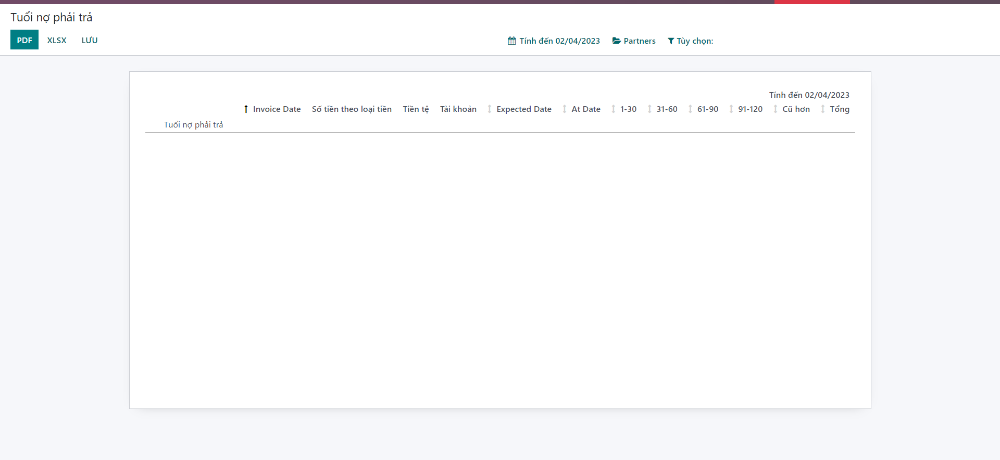 Tuổi nợ phải trả
PDF XLSX LƯU Tính đến 02/04/2023 Partners Tùy chọn:
Tính đến 02/04/2023
Invoice Date Số tiền theo loại tiền Tiền tệ Tài khoản Expected Date At Date 1-30 31-60 61-90 91-120 Cũ hơn Tổng
Tuổi nợ phải trả